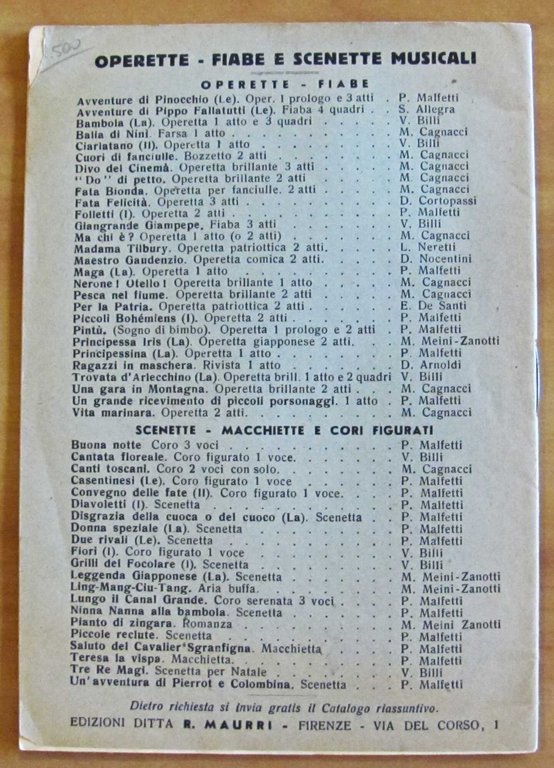 500
OPERETTE - FIABE E SCENETTE MUSICALI
OPERETTE - FIABE
Avventure di Pinocchio (Le). Oper. 1 prologo e 3 atti . P. Malfetti
Avventure di Pippo Fallatutti (Le). Fiaba 4 quadri . . S. Allegra
Bambola (La). Operetta 1 atto e 3 quadri . . . . V. Billi
Balia di Nini. Farsa 1 atto . . . . . . . M. Cagnacci
Ciarlatano (Il). Operetta 1 atto . . . . . . V. Billi
Cuori di fanciulle. Bozzetto 2 atti . . . . . . M. Cagnacci
Divo del Cinemà. Operetta brillante 3 atti . . . . M. Cagnacci
"Do" di petto. Operetta brillante 2 atti . . . . . M. Cagnacci
Fata Bionda. Operetta per fanciulle. 2 atti . . . . M. Cagnacci
Fata Felicità. Operetta 3 atti . . . . . . . D. Cortopassi
Folletti (I). Operetta 2 atti . . . . . . . P. Malfetti
Giangrande Giampepe, Fiaba 3 atti . . . . . . V. Billi
Ma chi è? Operetta 1 atto (o 2 atti) . . . . . M. Cagnacci
Madama Tilbury. Operetta patriottica 2 atti. . . . L. Neretti
Maestro Gaudenzio. Operetta comica 2 atti. . . . D. Nocentini
Maga (La). Operetta 1 atto . . . . . . . P. Malfetti
Nerone! Otello! Operetta brillante 1 atto . . . . M. Cagnacci
Pesca nel fiume. Operetta brillante 2 atti . . . . M. Cagnacci
Per la Patria. Operetta patriottica 2 atti . . . . . E. De Santi
Piccoli Bohémiens (I). Operetta 2 atti . . . . . P. Malfetti
Pintù. (Sogno di bimbo). Operetta 1 prologo e 2 atti . P. Malfetti
Principessa Iris (La). Operetta giapponese 2 atti. . . M. Meini-Zanotti
Principessina (La). Operetta 1 atto . . . . . . P. Malfetti
Ragazzi in maschera. Rivista 1 atto . . . . . . D. Arnoldi
Trovata d'Arlecchino (La). Operetta brill. 1 atto e 2 quadri V. Billi
Una gara in Montagna. Operetta brillante 2 atti . . . M. Cagnacci
Un grande ricevimento di piccoli porsonaggi. 1 atto . P. Malfetti
Vita marinara. Operetta 2 atti. . . . . . . M. Cagnacci
SCENETTE - MACCHIETTE E CORI FIGURATI
Buona notte Coro 3 voci . . . . . . . P. Malfetti
Cantata floreale. Coro figurato 1 voce. . . . . V. Billi
Canti toscani. Coro 2 voci con solo. . . . . . M. Cagnacci
Casentinesi (Le). Coro figurato 1 voce . . . . . P. Malfetti
Convegno delle fate (Il). Coro figurato 1 voce. . . . P. Malfetti
Diavoletti (I). Scenetta . . . . . . . . P. Malfetti
Disgrazia della cuoca o del cuoco (La). Scenetta . . P. Malfetti
Donna speziale (La). Scenetta . . . . . . . P. Malfetti
Due rivali (Le). Scenetta . . . . . . . . P. Malfetti
Fiori (I). Coro figurato 1 voce . . . . . . V. Billi
Grilli del Focolare (I). Scenetta . . . . . . V. Billi
Leggenda Giapponese (La). Scenetta . . . . . M. Meini-Zanotti
Ling-Mang-Ciu-Tang. Aria buffa. . . . . . . M. Meini-Zanotti
Lungo il Canal Grande. Coro serenata 3 voci . . . P. Malfetti
Ninna Nanna alla bambola. Scenetta . . . . . P. Malfetti
Pianto di zingara. Romanza . . . . . . . M. Meini Zanotti
Piccole reclute. Scenetta . . . . . . . . P. Malfetti
Saluto del Cavalier Sgranfigna. Macchietta . . . . P. Malfetti
Teresa la vispa. Macchietta. . . . . . . . P. Malfetti
Tre Re Magi. Scenetta per Natale . . . . . . V. Billi
Un'avventura di Pierrot e Colombina. Scenetta . . . P. Malfetti
Dietro richiesta si invia gratis il Catalogo riassuntivo.
EDIZIONI DITTA R. MAURRI - FIRENZE - VIA DEL CORSO, 1